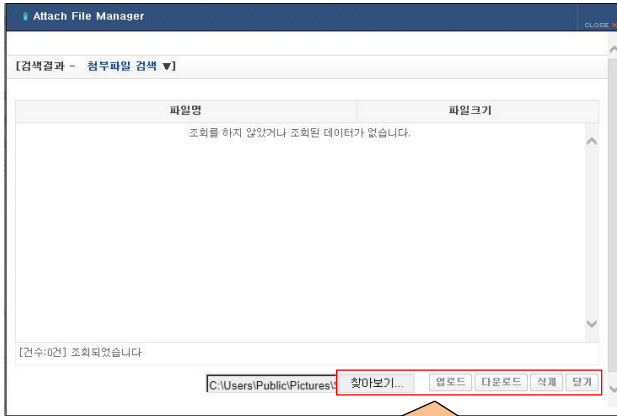 Attach File Manager
CLOSE X
[검색결과 - 첨부파일 검색 ▼]
파일명 파일크기
조회를 하지 않았거나 조회된 데이터가 없습니다.
[건수:0건] 조회되었습니다
C:\Users\Public\Pictures\ 찾아보기... 업로드 다운로드 삭제 닫기